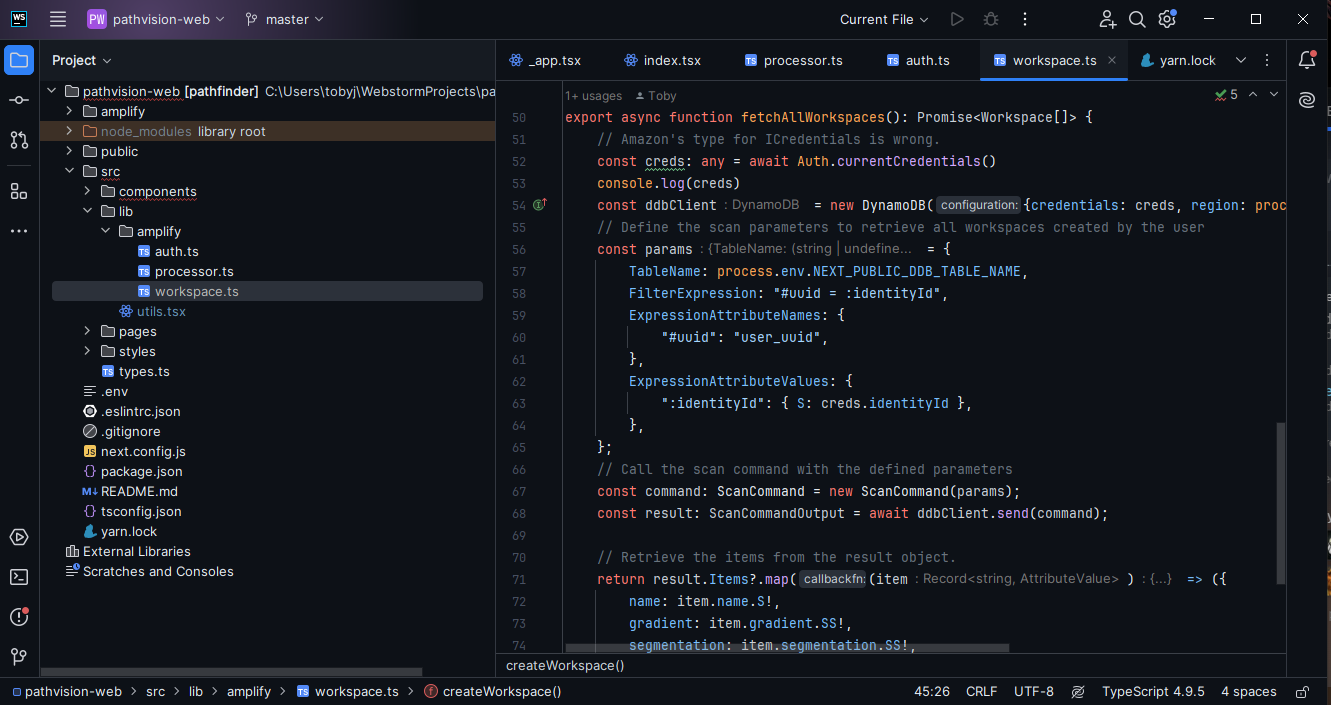 WS PW pathvision-web master Current File
Project
_app.tsx index.tsx processor.ts auth.ts workspace.ts yarn.lock
pathvision-web [pathfinder] C:\Users\tobyj\WebstormProjects\pa
amplify
node_modules library root
public
src
components
lib
amplify
TS auth.ts
TS processor.ts
TS workspace.ts
utils.tsx
pages
styles
TS types.ts
.env
.eslintrc.json
.gitignore
JS next.config.js
{} package.json
M↓ README.md
{} tsconfig.json
yarn.lock
External Libraries
Scratches and Consoles
1+ usages Toby
5
50 export async function fetchAllWorkspaces(): Promise<Workspace[]> {
51 // Amazon's type for ICredentials is wrong.
52 const creds: any = await Auth.currentCredentials()
53 console.log(creds)
54 const ddbClient : DynamoDB = new DynamoDB( configuration: {credentials: creds, region: proc
55 // Define the scan parameters to retrieve all workspaces created by the user
56 const params : {TableName: (string | undefine... = {
57 TableName: process.env.NEXT_PUBLIC_DDB_TABLE_NAME,
58 FilterExpression: "#uuid = :identityId",
59 ExpressionAttributeNames: {
60 "#uuid": "user_uuid",
61 },
62 ExpressionAttributeValues: {
63 ":identityId": { S: creds.identityId },
64 },
65 };
66 // Call the scan command with the defined parameters
67 const command: ScanCommand = new ScanCommand(params);
68 const result: ScanCommandOutput = await ddbClient.send(command);
69
70 // Retrieve the items from the result object.
71 return result.Items?.map( callbackfn: (item : Record<string, AttributeValue> ) : {...} => ({
72 name: item.name.S!,
73 gradient: item.gradient.SS!,
74 segmentation: item.segmentation.SS!,
createWorkspace()
pathvision-web > src > lib > amplify > TS workspace.ts > f createWorkspace() 45:26 CRLF UTF-8 TypeScript 4.9.5 4 spaces